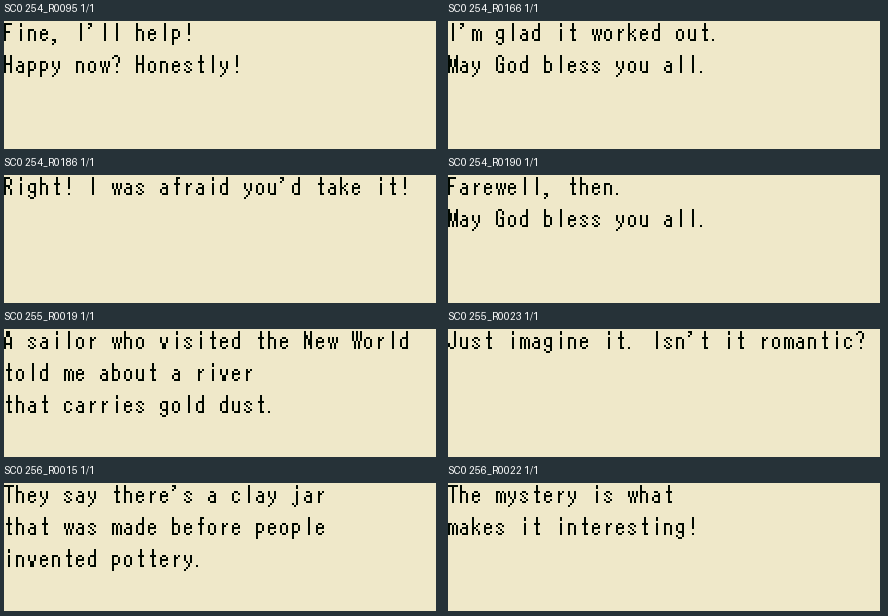 SC0 254_R0095 1/1
Fine, I'll help!
Happy now? Honestly!
SC0 254_R0166 1/1
I'm glad it worked out.
May God bless you all.
SC0 254_R0186 1/1
Right! I was afraid you'd take it!
SC0 254_R0190 1/1
Farewell, then.
May God bless you all.
SC0 255_R0019 1/1
A sailor who visited the New World
told me about a river
that carries gold dust.
SC0 255_R0023 1/1
Just imagine it. Isn't it romantic?
SC0 256_R0015 1/1
They say there's a clay jar
that was made before people
invented pottery.
SC0 256_R0022 1/1
The mystery is what
makes it interesting!